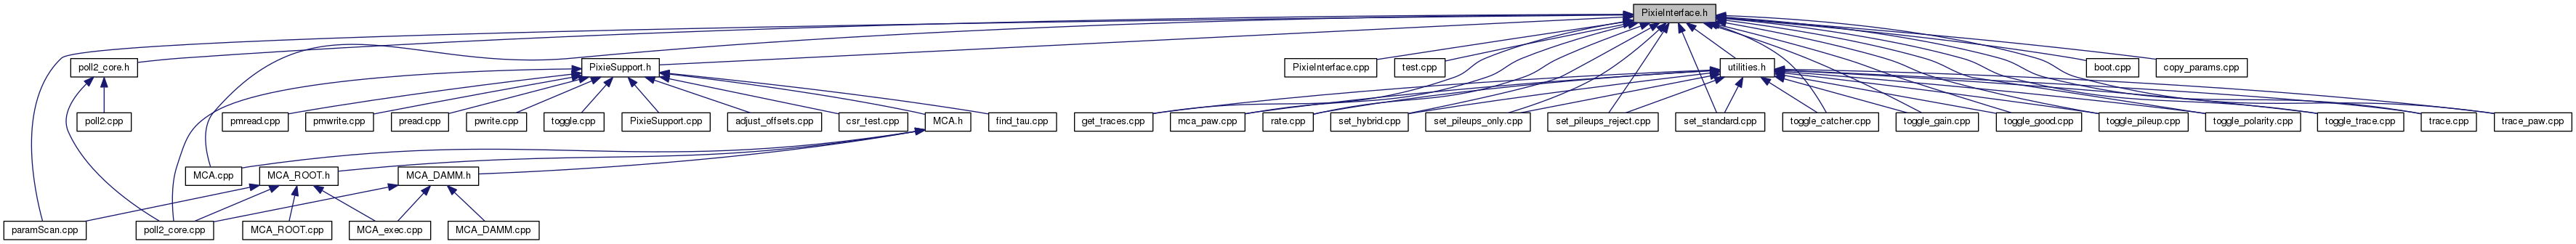 PixieInterface.h
poll2_core.h
PixieSupport.h
PixieInterface.cpp
test.cpp
utilities.h
boot.cpp
copy_params.cpp
poll2.cpp
pmread.cpp
pmwrite.cpp
pread.cpp
pwrite.cpp
toggle.cpp
PixieSupport.cpp
adjust_offsets.cpp
csr_test.cpp
MCA.h
find_tau.cpp
get_traces.cpp
mca_paw.cpp
rate.cpp
set_hybrid.cpp
set_pileups_only.cpp
set_pileups_reject.cpp
set_standard.cpp
toggle_catcher.cpp
toggle_gain.cpp
toggle_good.cpp
toggle_pileup.cpp
toggle_polarity.cpp
toggle_trace.cpp
trace.cpp
trace_paw.cpp
MCA.cpp
MCA_ROOT.h
MCA_DAMM.h
paramScan.cpp
poll2_core.cpp
MCA_ROOT.cpp
MCA_exec.cpp
MCA_DAMM.cpp